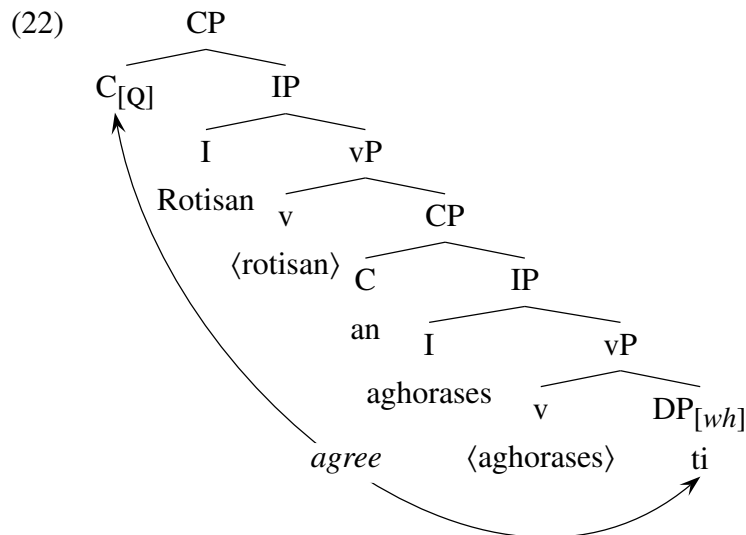 (22) CP
C[Q] IP
I vP
Rotisan v CP
⟨rotisan⟩ C IP
an I vP
aghorases v DP[wh]
agree ⟨aghorases⟩ ti